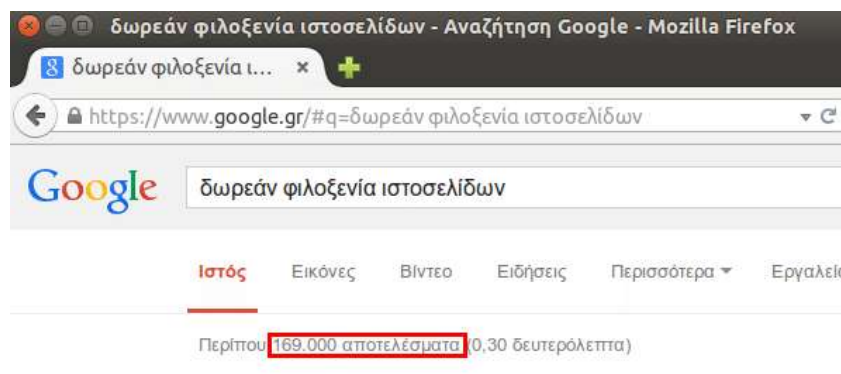 δωρεάν φιλοξενία ιστοσελίδων - Αναζήτηση Google - Mozilla Firefox
δωρεάν φιλοξενία ι...
https://www.google.gr/#q=δωρεάν φιλοξενία ιστοσελίδων
Google δωρεάν φιλοξενία ιστοσελίδων
Ιστός Εικόνες Βίντεο Ειδήσεις Περισσότερα
Περίπου 169.000 αποτελέσματα (0,30 δευτερόλεπτα)